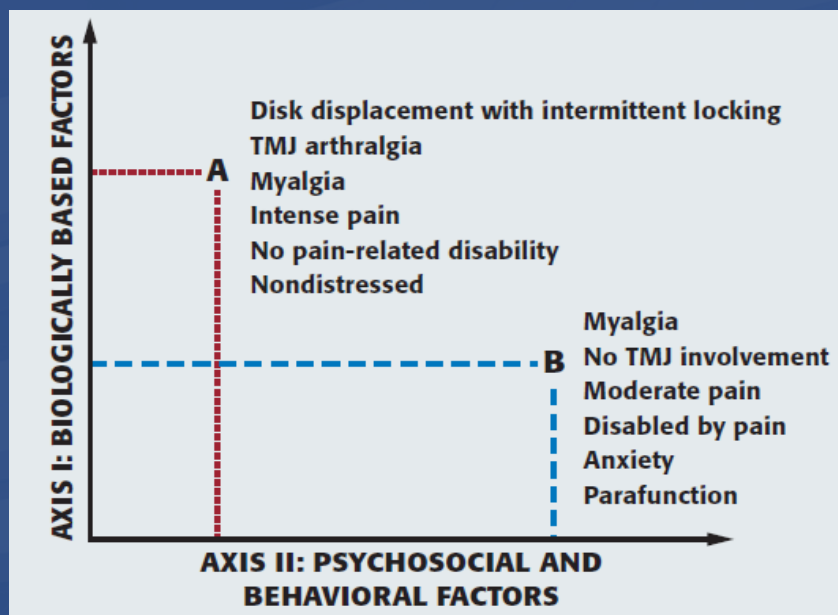 AXIS I: BIOLOGICALLY BASED FACTORS
A
Disk displacement with intermittent locking
TMJ arthralgia
Myalgia
Intense pain
No pain-related disability
Nondistressed
B
Myalgia
No TMJ involvement
Moderate pain
Disabled by pain
Anxiety
Parafunction
AXIS II: PSYCHOSOCIAL AND
BEHAVIORAL FACTORS